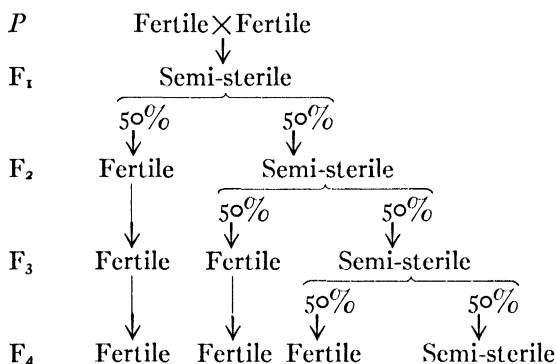 P Fertile×Fertile
F₁ Semi-sterile
50% 50%
F₂ Fertile Semi-sterile
50% 50%
F₃ Fertile Fertile Semi-sterile
50% 50%
F₄ Fertile Fertile Fertile Semi-sterile